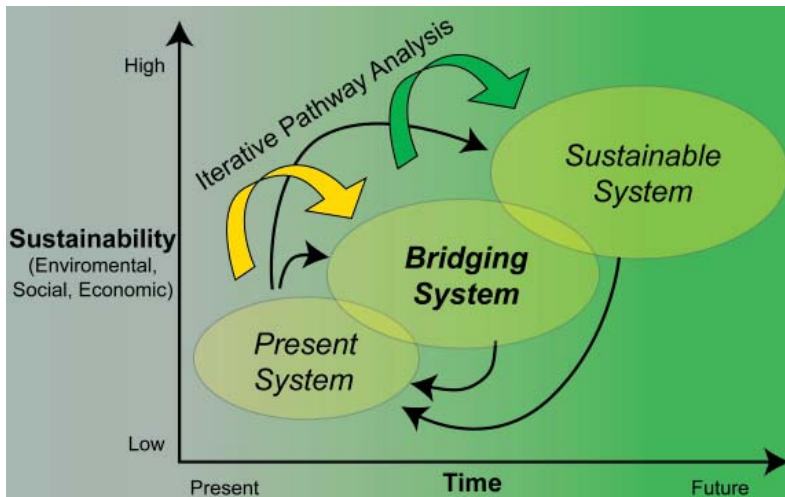 High
Iterative Pathway Analysis
Sustainable
System
Sustainability
(Enviromental,
Social, Economic)
Bridging
System
Present
System
Low
Present
Time
Future